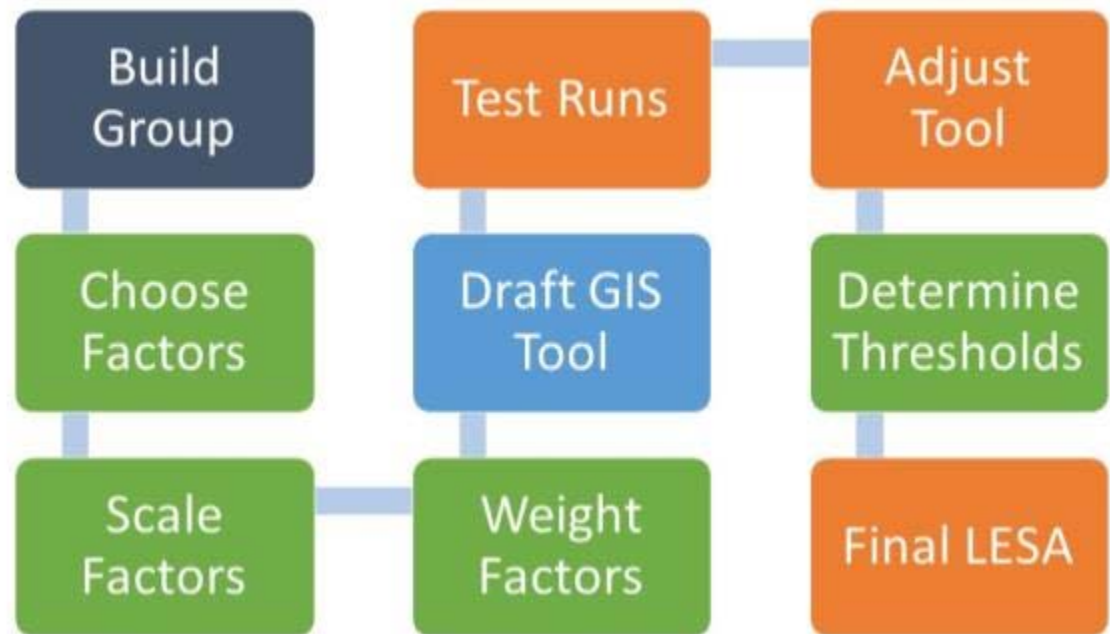 Build
Group
Choose
Factors
Scale
Factors
Weight
Factors
Draft GIS
Tool
Test Runs
Adjust
Tool
Determine
Thresholds
Final LESA